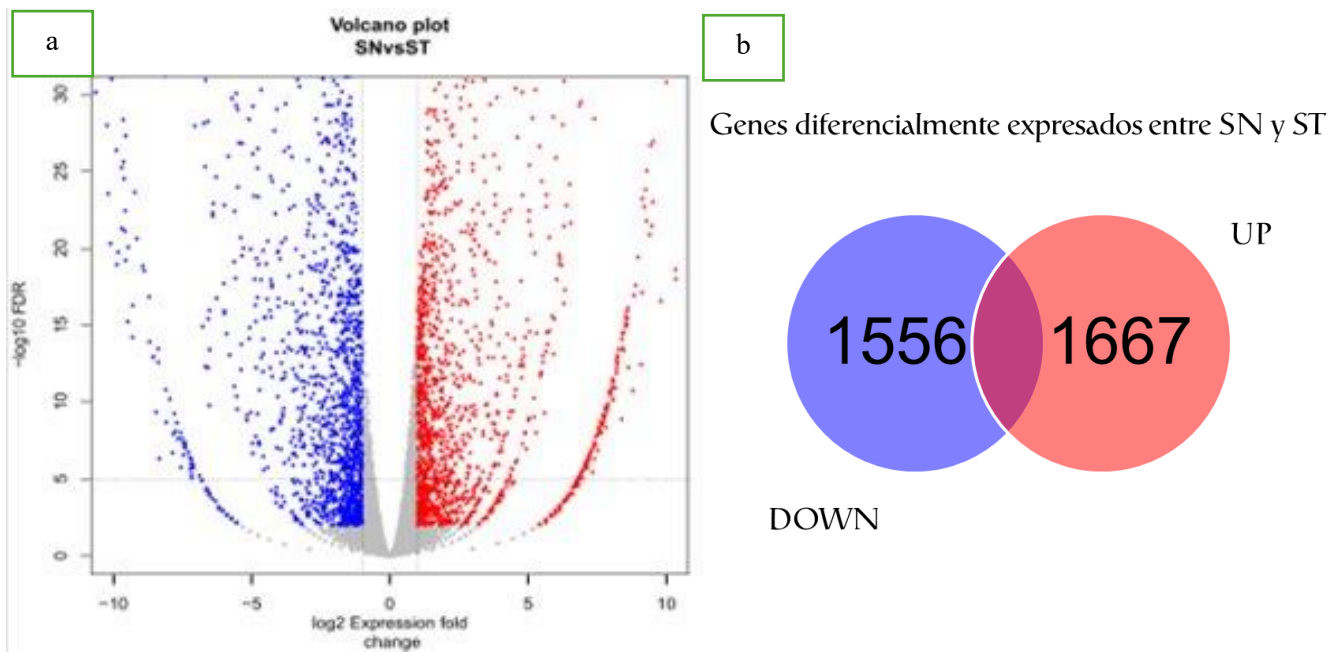 a
Volcano plot
SNvsST
30
25
20
15
10
5
0
-log10 FDR
-10
-5
0
5
10
log2 Expression fold
change
b
Genes diferencialmente expresados entre SN y ST
UP
1556
1667
DOWN